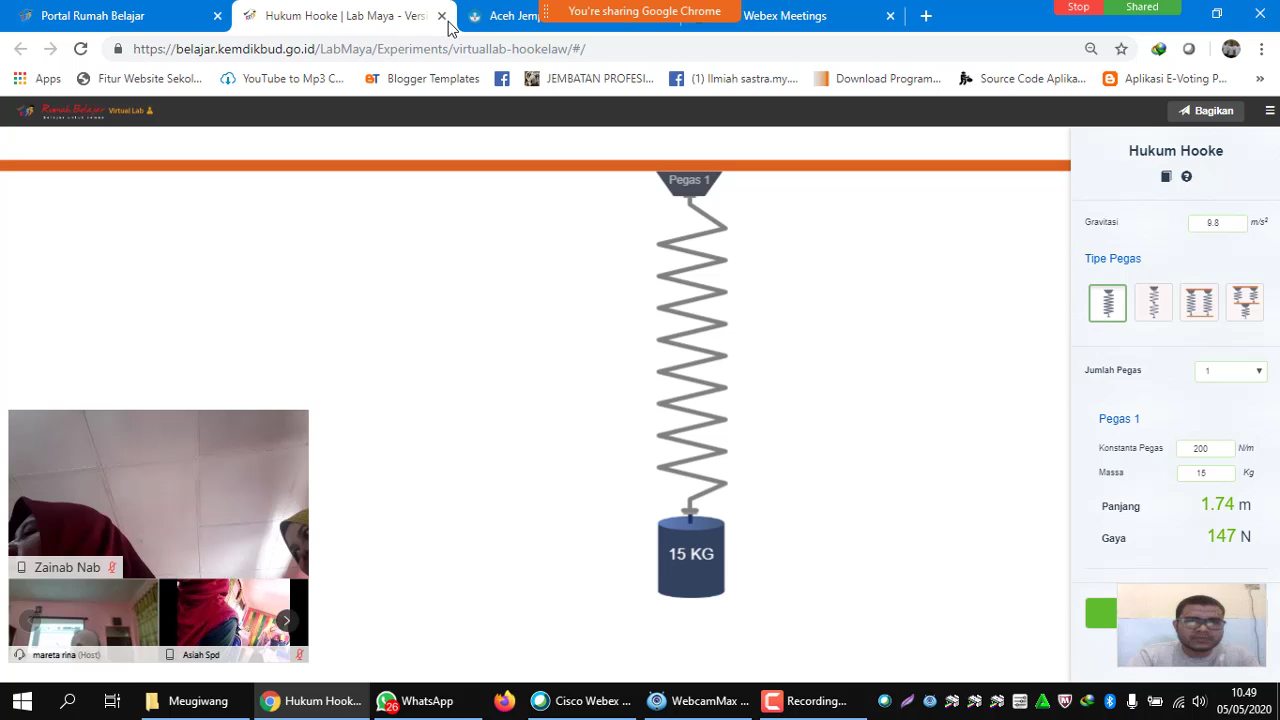 Portal Rumah Belajar
Hukum Hooke | Lab Maya - Versi
Aceh Jem
You're sharing Google Chrome
Webex Meetings
Stop
Shared
https://belajar.kemdikbud.go.id/LabMaya/Experiments/virtuallab-hookelaw/#/
Apps
Fitur Website Sekol...
YouTube to Mp3 C...
eT
Blogger Templates
JEMBATAN PROFESI...
(1) Ilmiah sastra.my....
Download Program...
Source Code Aplika...
Aplikasi E-Voting P...
»
Rumah Belajar
Virtual Lab
Bagikan
Pegas 1
15 KG
Hukum Hooke
Gravitasi 9.8 m/s²
Tipe Pegas
Jumlah Pegas 1
Pegas 1
Konstanta Pegas 200 N/m
Massa 15 Kg
Panjang 1.74 m
Gaya 147 N
Zainab Nab
mareta rina (Host)
Asiah Spd
Meugiwang
Hukum Hook...
26
WhatsApp
Cisco Webex ...
WebcamMax ...
Recording...
10.49
05/05/2020